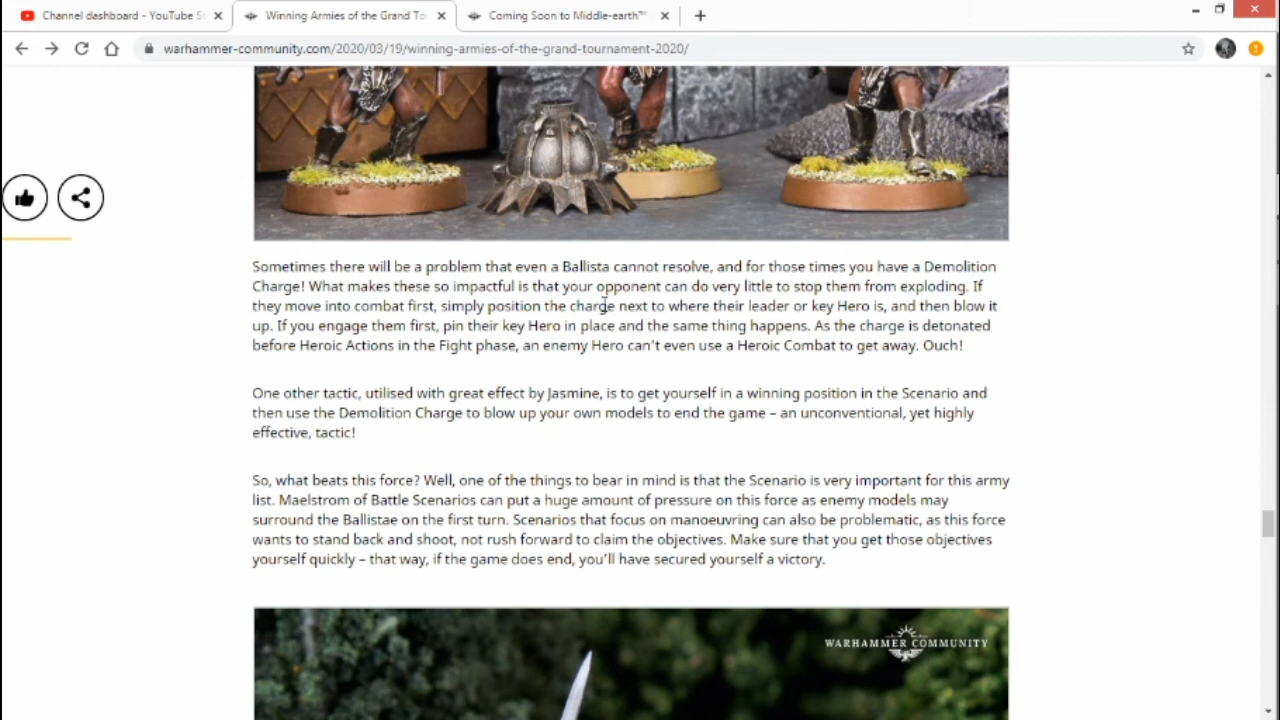 Channel dashboard - YouTube S
Winning Armies of the Grand To
Coming Soon to Middle-earth™
warhammer-community.com/2020/03/19/winning-armies-of-the-grand-tournament-2020/
Sometimes there will be a problem that even a Ballista cannot resolve, and for those times you have a Demolition
Charge! What makes these so impactful is that your opponent can do very little to stop them from exploding. If
they move into combat first, simply position the charge next to where their leader or key Hero is, and then blow it
up. If you engage them first, pin their key Hero in place and the same thing happens. As the charge is detonated
before Heroic Actions in the Fight phase, an enemy Hero can't even use a Heroic Combat to get away. Ouch!
One other tactic, utilised with great effect by Jasmine, is to get yourself in a winning position in the Scenario and
then use the Demolition Charge to blow up your own models to end the game – an unconventional, yet highly
effective, tactic!
So, what beats this force? Well, one of the things to bear in mind is that the Scenario is very important for this army
list. Maelstrom of Battle Scenarios can put a huge amount of pressure on this force as enemy models may
surround the Ballistae on the first turn. Scenarios that focus on manoeuvring can also be problematic, as this force
wants to stand back and shoot, not rush forward to claim the objectives. Make sure that you get those objectives
yourself quickly – that way, if the game does end, you'll have secured yourself a victory.
WARHAMMER COMMUNITY